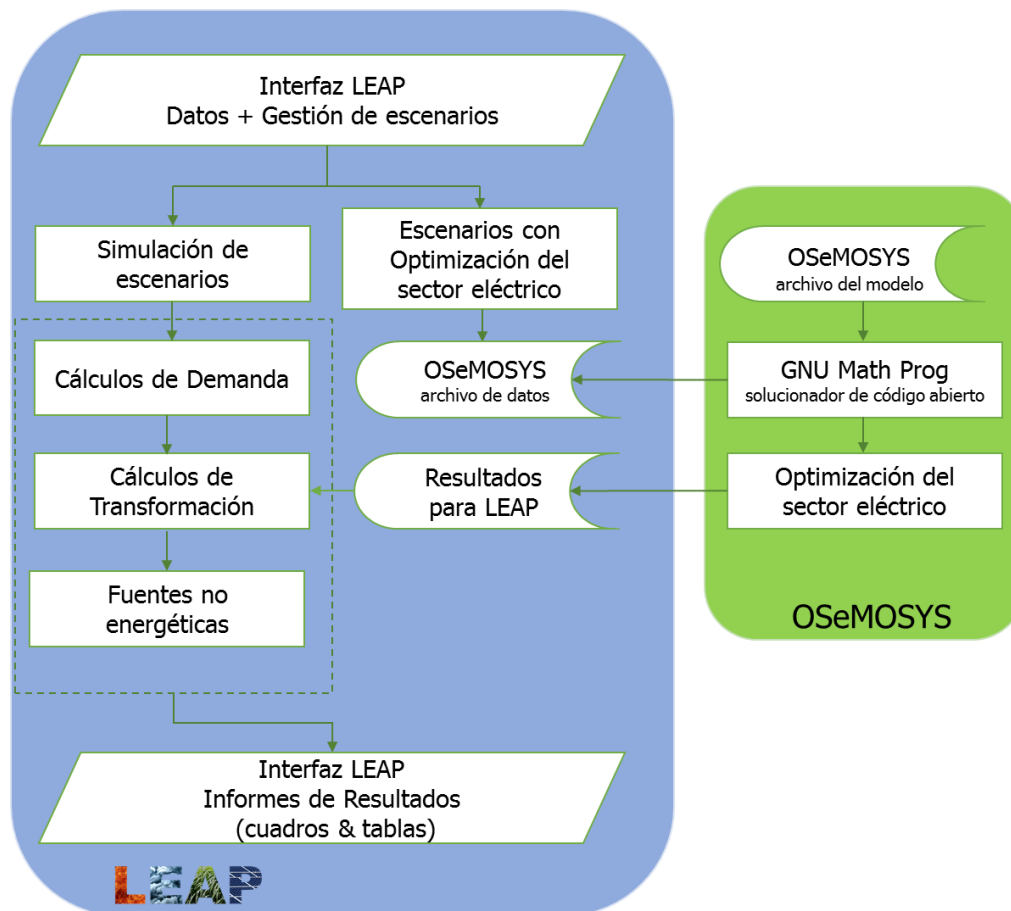 Interfaz LEAP
Datos + Gestión de escenarios
Simulación de
escenarios
Escenarios con
Optimización del
sector eléctrico
OSeMOSYS
archivo del modelo
Cálculos de Demanda
OSeMOSYS
archivo de datos
GNU Math Prog
solucionador de código abierto
Cálculos de
Transformación
Resultados
para LEAP
Optimización del
sector eléctrico
Fuentes no
energéticas
OSeMOSYS
Interfaz LEAP
Informes de Resultados
(cuadros & tablas)
LEAP